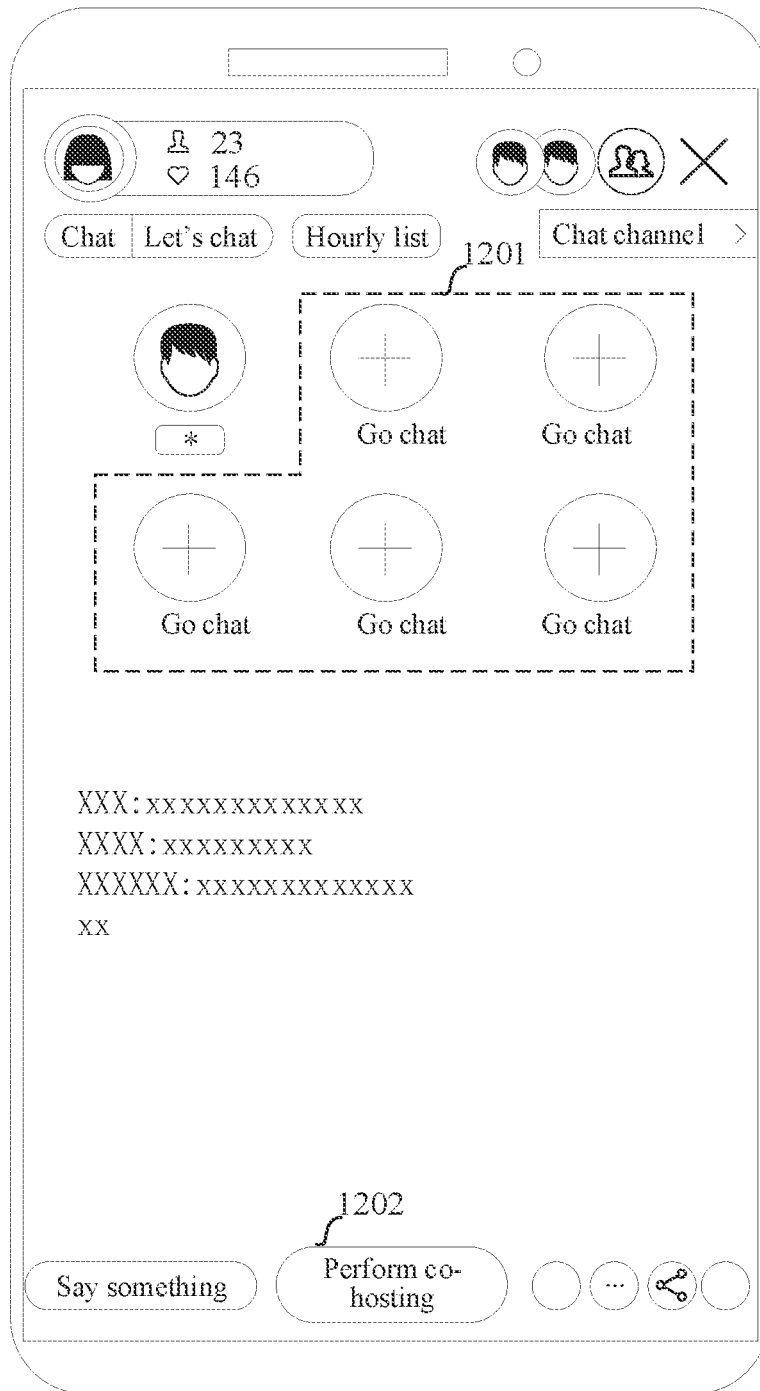 23
146
Chat Let's chat Hourly list Chat channel >
1201
*
Go chat Go chat
Go chat Go chat Go chat
XXX:xxxxxxxxxxxxx
XXXX:xxxxxxxxx
XXXXXX:xxxxxxxxxxxxx
xx
1202
Say something
Perform co-
hosting
...